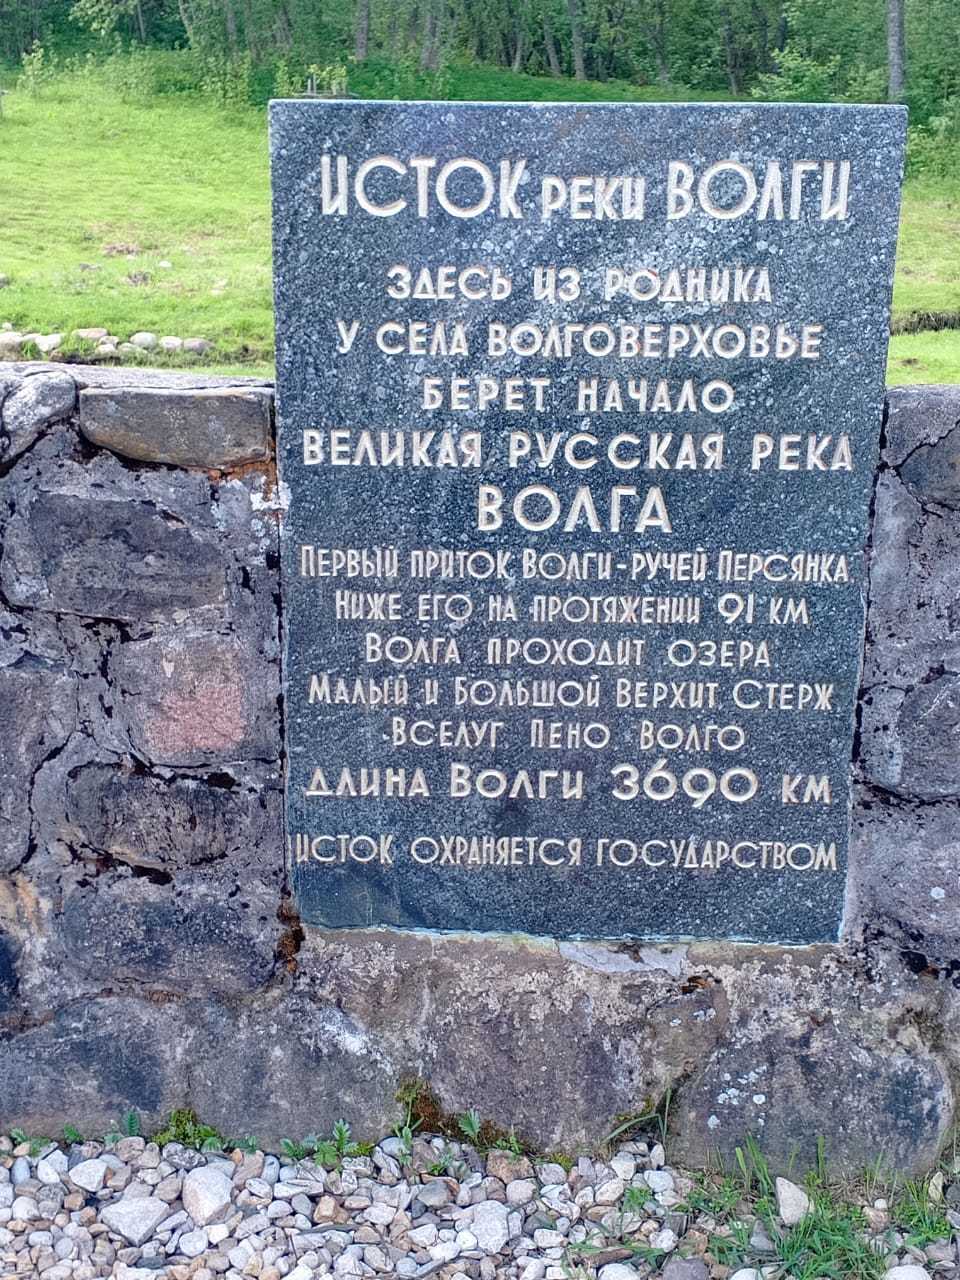 ИСТОК РЕКИ ВОЛГИ
ЗДЕСЬ ИЗ РОДНИКА
У СЕЛА ВОЛГОВЕРХОВЬЕ
БЕРЕТ НАЧАЛО
ВЕЛИКАЯ РУССКАЯ РЕКА
ВОЛГА
ПЕРВЫЙ ПРИТОК ВОЛГИ-РУЧЕЙ ПЕРСЯНКА
НИЖЕ ЕГО НА ПРОТЯЖЕНИИ 91 КМ
ВОЛГА ПРОХОДИТ ОЗЕРА
МАЛЫЙ И БОЛЬШОЙ ВЕРХИТ СТЕРЖ
ВСЕЛУГ ПЕНО ВОЛГО
ДЛИНА ВОЛГИ 3690 КМ
ИСТОК ОХРАНЯЕТСЯ ГОСУДАРСТВОМ